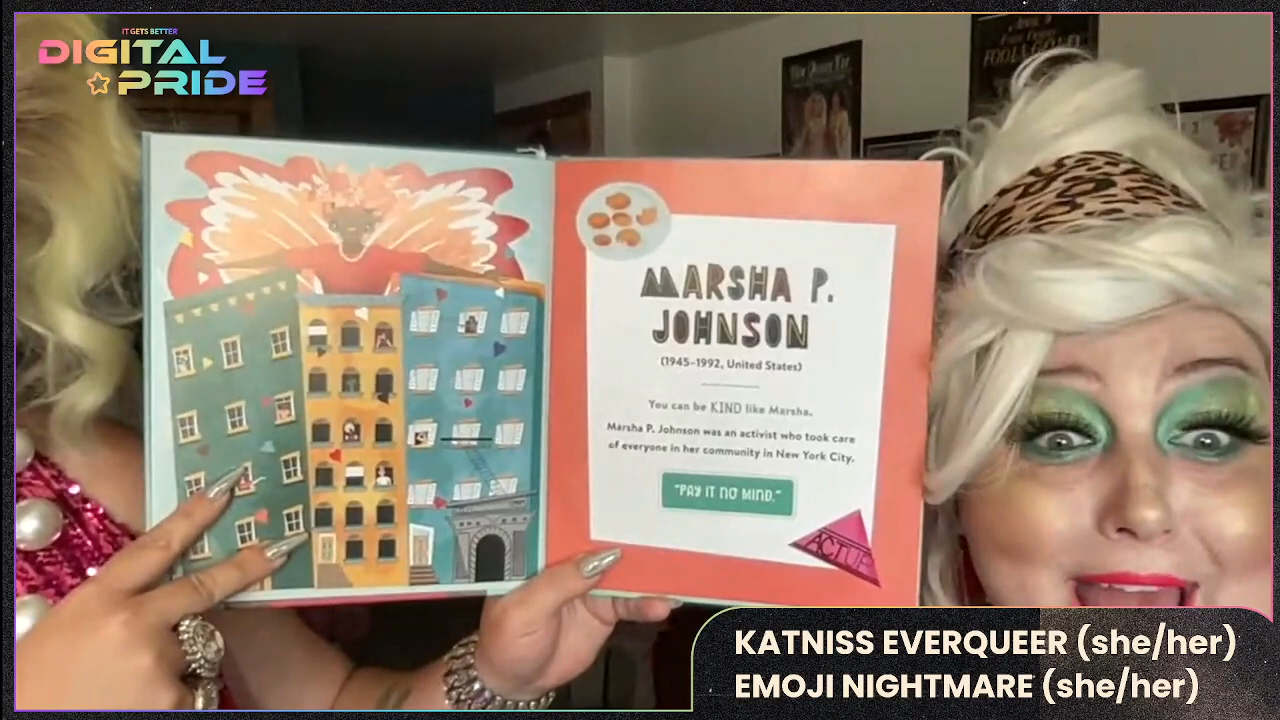 IT GETS BETTER
DIGITAL
PRIDE
MARSHA P.
JOHNSON
(1945-1992, United States)
You can be KIND like Marsha.
Marsha P. Johnson was an activist who took care
of everyone in her community in New York City.
"PAY IT NO MIND."
ACT UP
KATNISS EVERQUEER (she/her)
EMOJI NIGHTMARE (she/her)